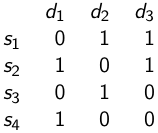 d₁ d₂ d₃
s₁ 0 1 1
s₂ 1 0 1
s₃ 0 1 0
s₄ 1 0 0